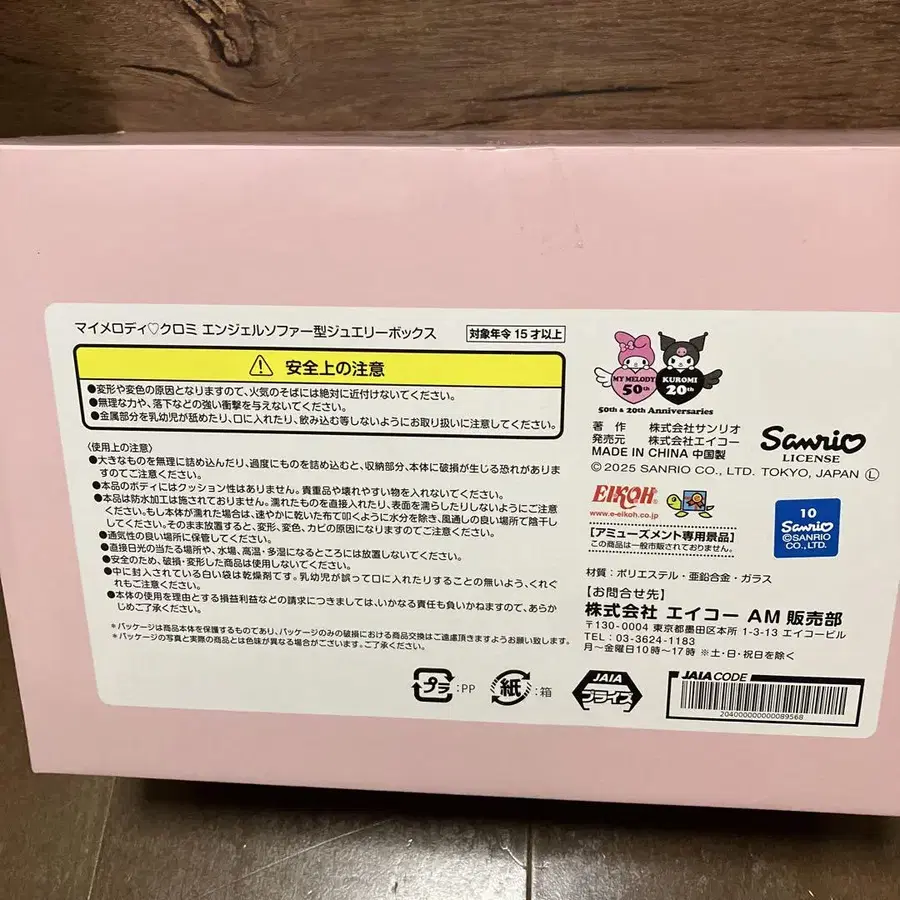 マイメロディ♡クロミ エンジェルソファー型ジュエリーボックス
対象年令 15才以上
安全上の注意
●変形や変色の原因となりますので、火気のそばには絶対に近付けないでください。
●無理な力や、落下などの強い衝撃を与えないでください。
●金属部分を乳幼児が舐めたり、口に入れたり、飲み込む等しないようにお取り扱いに注意してください。
〈使用上の注意〉
●大きなものを無理に詰め込んだり、過度にものを詰め込むと、収納部分、本体に破損が生じる恐れがありま
すのでご注意ください。
●本品のボディにはクッション性はありません。貴重品や壊れやすい物を入れないでください。
●本品は防水加工は施されておりません。濡れたものを直接入れたり、表面を濡らしたりしないようにご注意
ください。もし本体が濡れた場合は、速やかに乾いた布で叩くように水分を除き、風通しの良い場所で陰干し
してください。そのまま放置すると、変形、変色、カビの原因になりますのでご注意ください。
●通気性の良い場所に保管してください。
●直接日光の当たる場所や、水場、高温・多湿になるところには放置しないでください。
●安全のため、破損・変形した商品は使用しないでください。
●中に封入されている白い袋は乾燥剤です。乳幼児が誤って口に入れたりすることの無いよう、くれぐ
れもご注意ください。
●本体の使用を理由とする損益利益などの請求につきましては、いかなる責任も負いかねますので、あらか
じめご了承ください。
*パッケージは商品本体を保護するものであり、パッケージのみの破損における商品交換はご遠慮頂きますようお願い致します。
*パッケージの写真と実際の商品とは色味が異なる場合がございます。ご了承ください。
プラ :PP
紙 :箱
JAIA
プライズ
MY MELODY
50th
KUROMI
20th
50th & 20th Anniversaries
著 作 株式会社サンリオ
発売元 株式会社エイコー
MADE IN CHINA 中国製
© 2025 SANRIO CO., LTD. TOKYO, JAPAN Ⓛ
Sanrio
LICENSE
EIKOH
www.e-eikoh.co.jp
【アミューズメント専用景品】
この商品は一般市販されておりません。
10
Sanrio
©SANRIO
CO., LTD.
材質：ポリエステル・亜鉛合金・ガラス
【お問合せ先】
株式会社 エイコー AM 販売部
〒130-0004 東京都墨田区本所 1-3-13 エイコービル
TEL：03-3624-1183
月～金曜日10時～17時 ※土・日・祝日を除く
JAIA CODE
2040000000089568